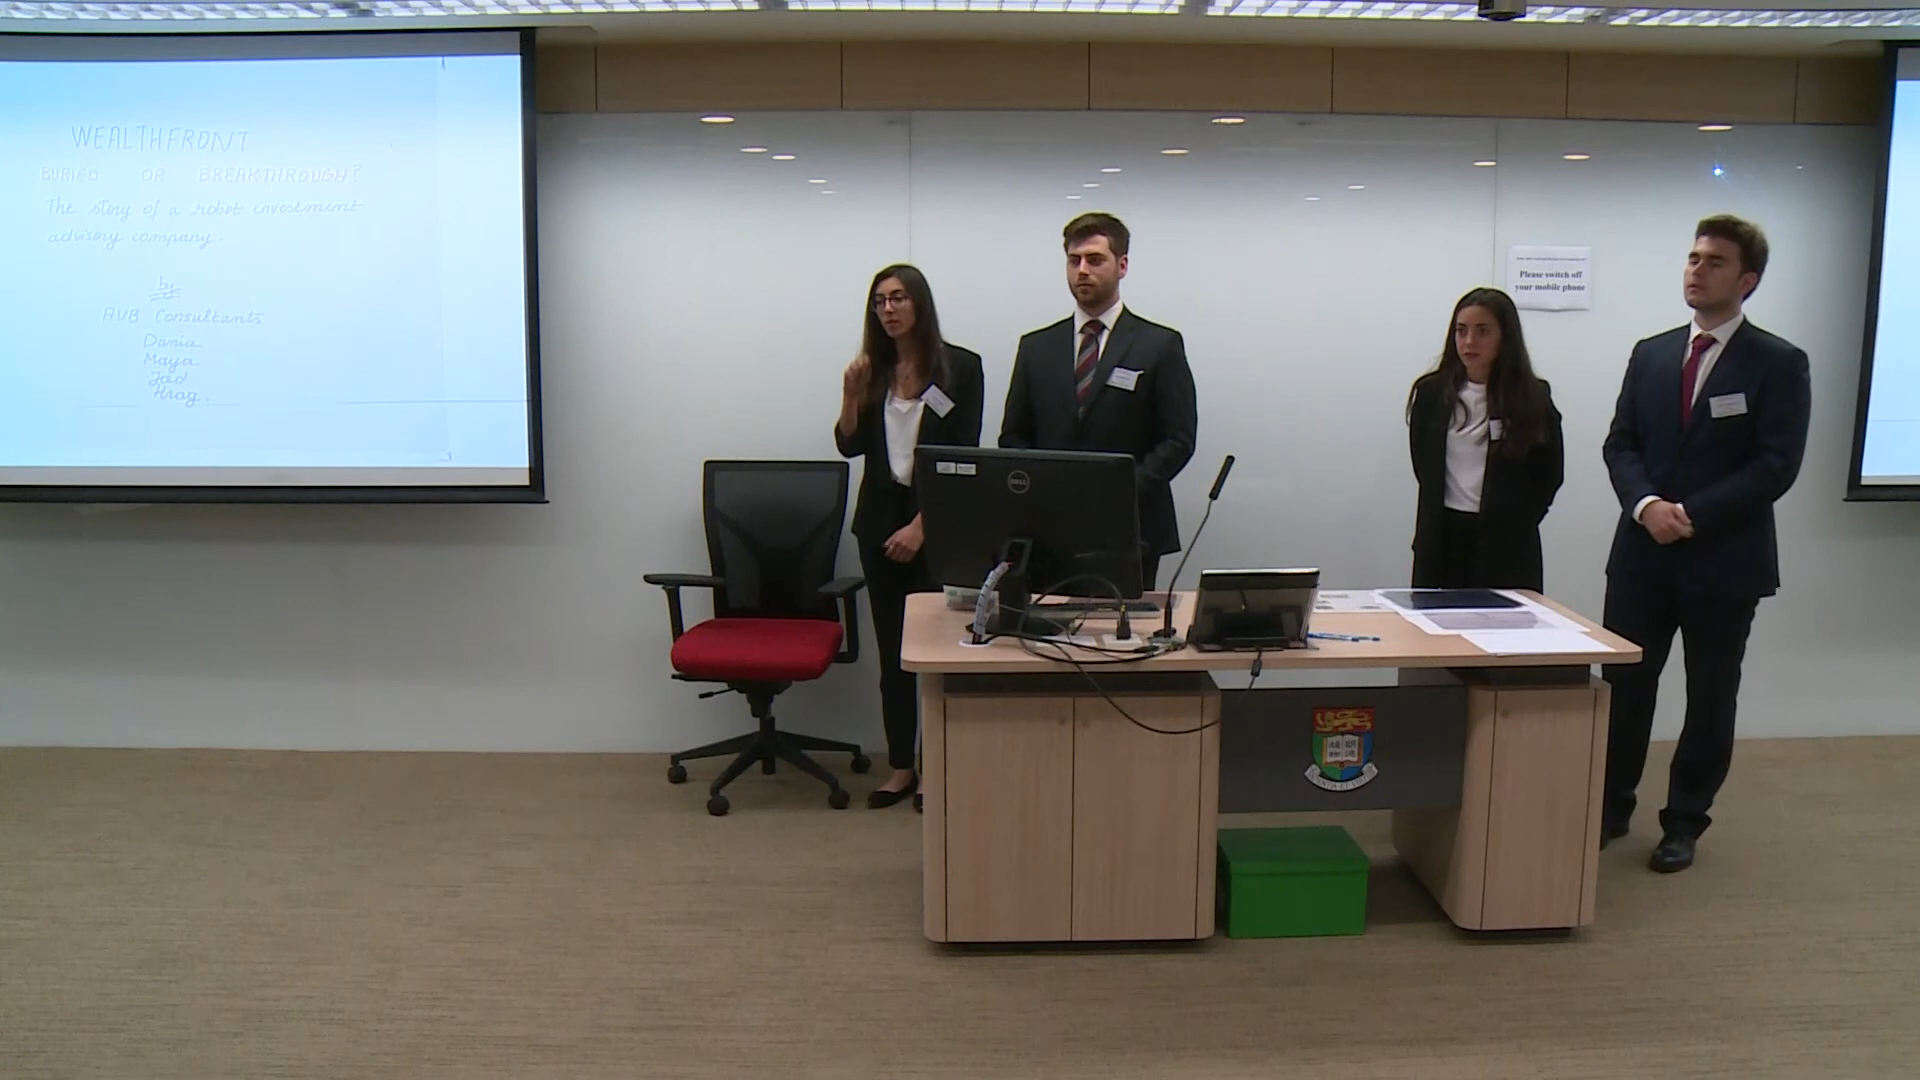 WEALTHFRONT
BURIED OR BREAKTHROUGH?
The story of a robot investment
advisory company.
by
AUB Consultants
Dania
Maya
Jad
Hrag.
Please switch off
your mobile phone
DELL